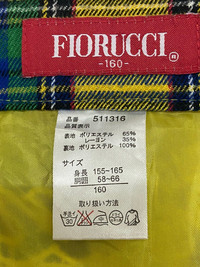 FIORUCCI®
-160-
品番 511316
品質表示
表地 ポリエステル 65%
レーヨン 35%
裏地 ポリエステル 100%
サイズ
身長 155~165
胴囲 58~66
160
取り扱い方法